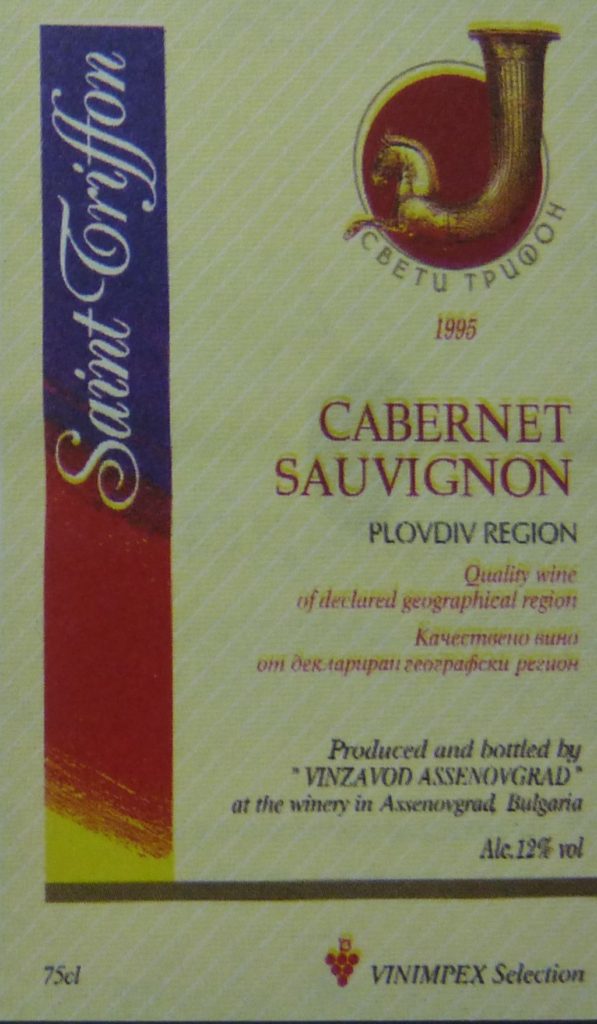 Saint Triffon
СВЕТИ ТРИФОН
1995
CABERNET
SAUVIGNON
PLOVDIV REGION
Quality wine
of declared geographical region
Качествено вино
от деклариран географски регион
Produced and bottled by
" VINZAVOD ASSENOVGRAD "
at the winery in Assenovgrad, Bulgaria
Alc.12% vol
75cl
VINIMPEX Selection